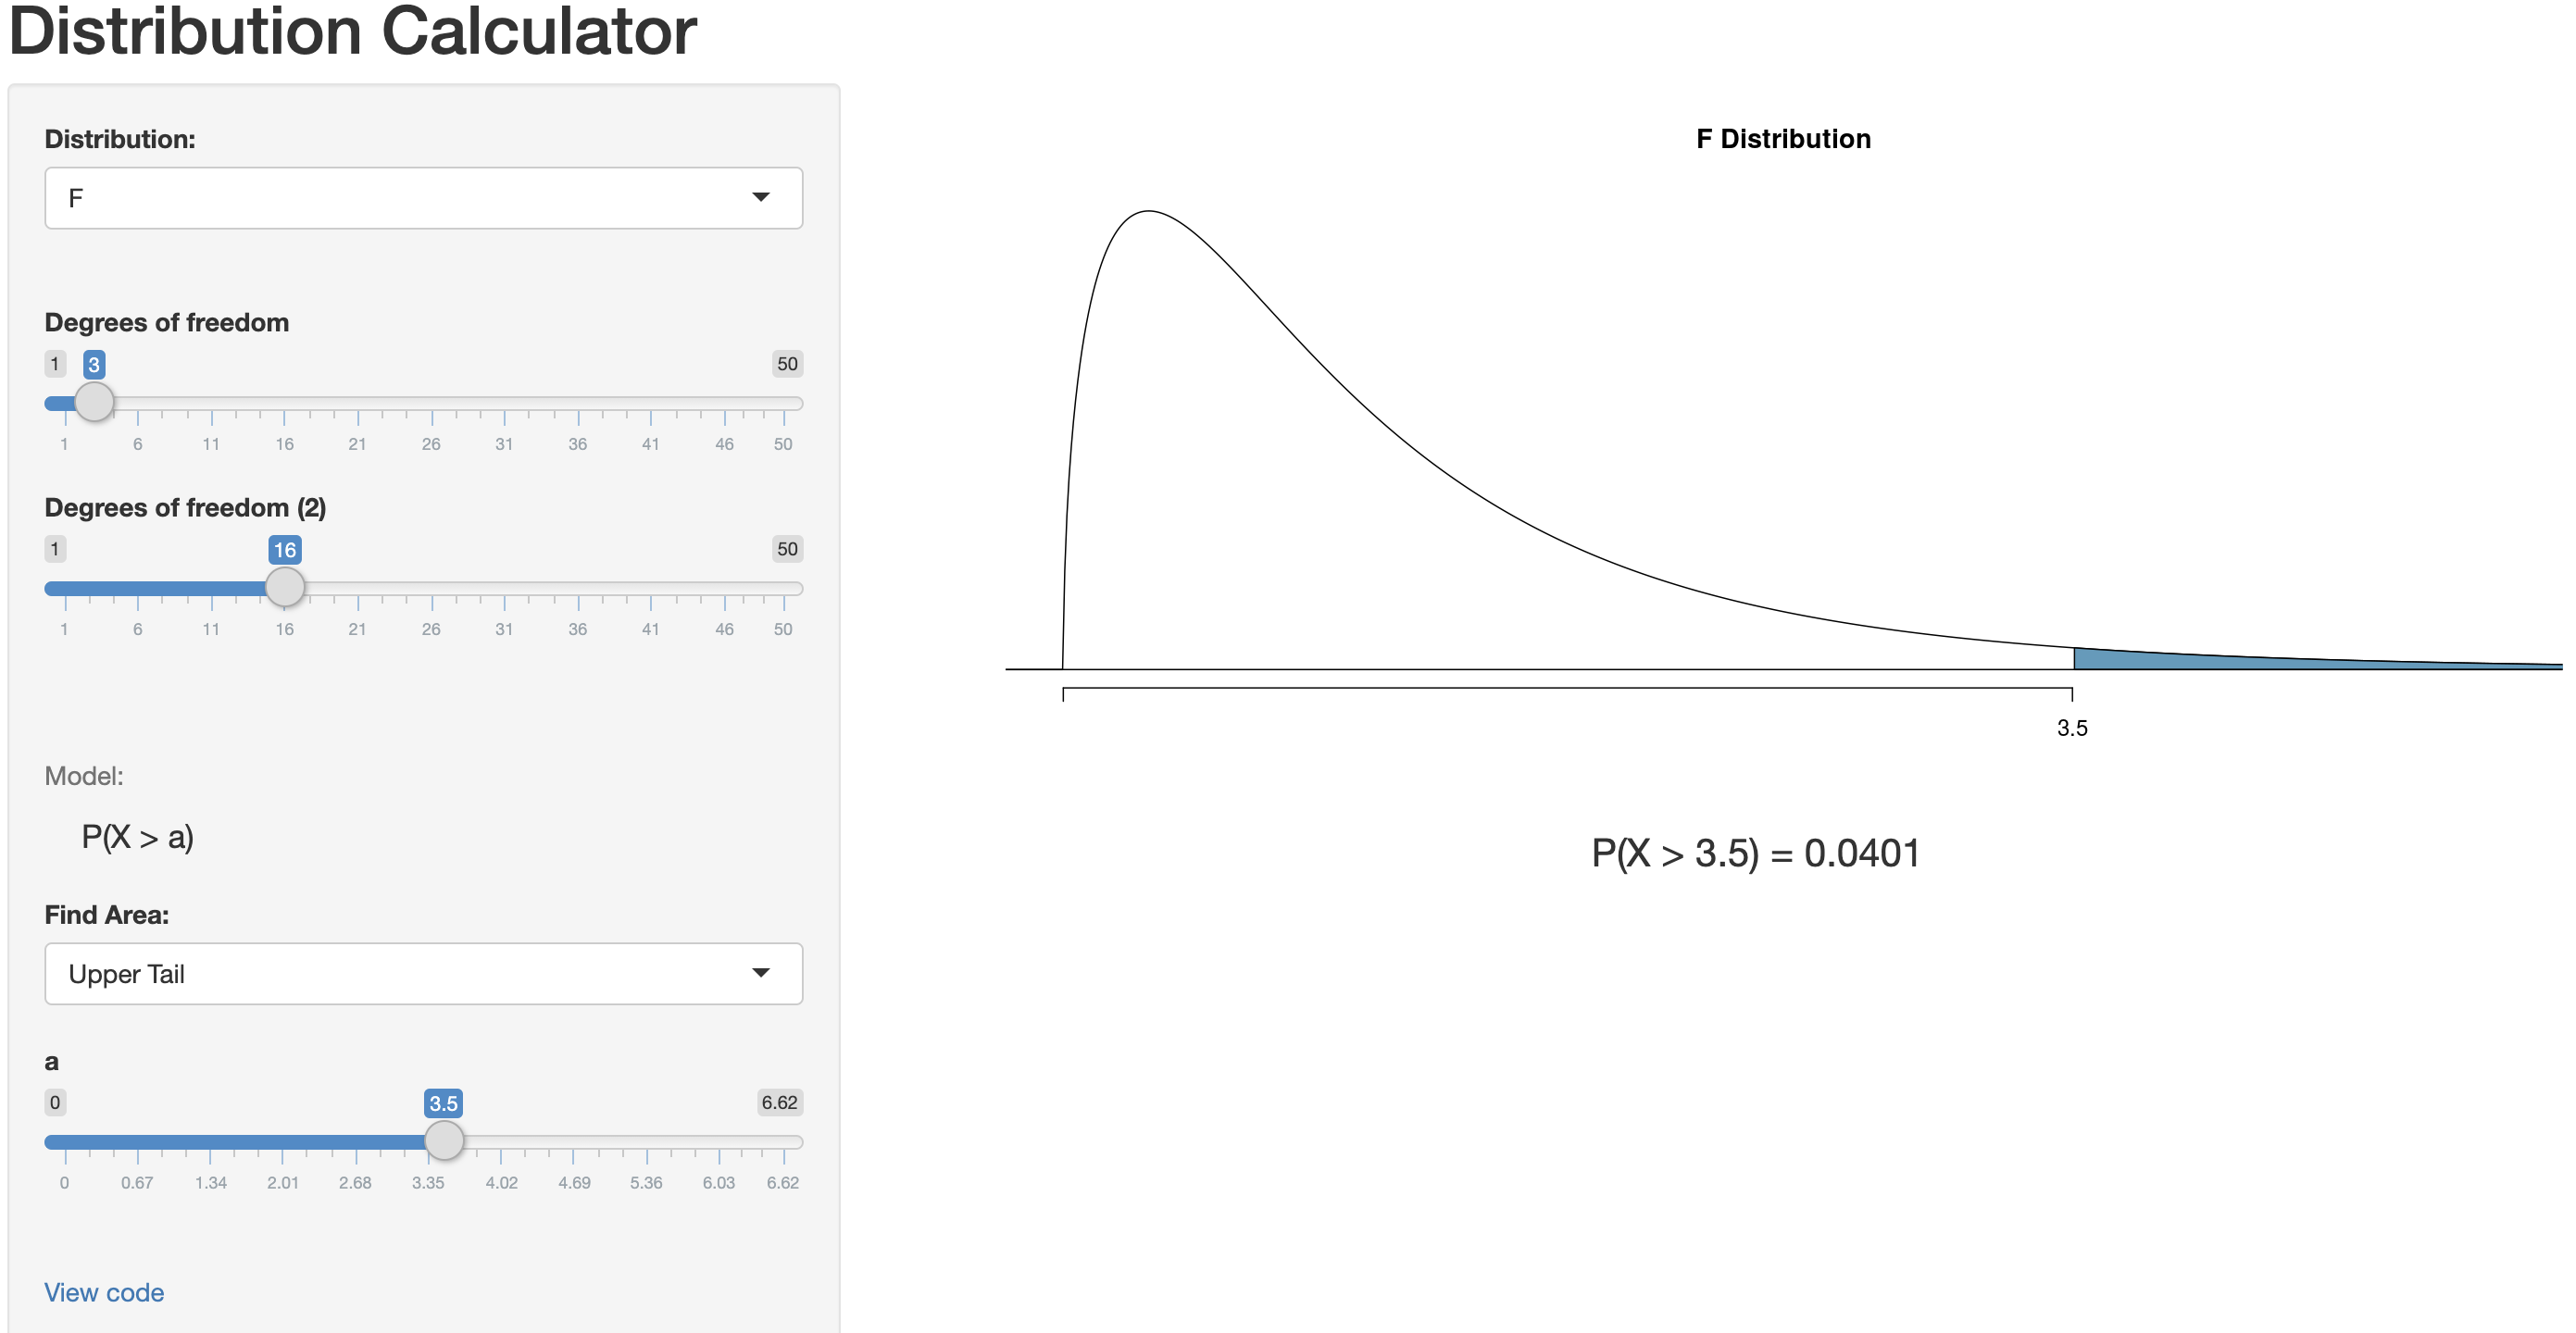 Distribution Calculator
Distribution:
F
Degrees of freedom
1 3 50
1 6 11 16 21 26 31 36 41 46 50
Degrees of freedom (2)
1 16 50
1 6 11 16 21 26 31 36 41 46 50
Model:
P(X > a)
Find Area:
Upper Tail
a
0 3.5 6.62
0 0.67 1.34 2.01 2.68 3.35 4.02 4.69 5.36 6.03 6.62
View code
F Distribution
3.5
P(X > 3.5) = 0.0401